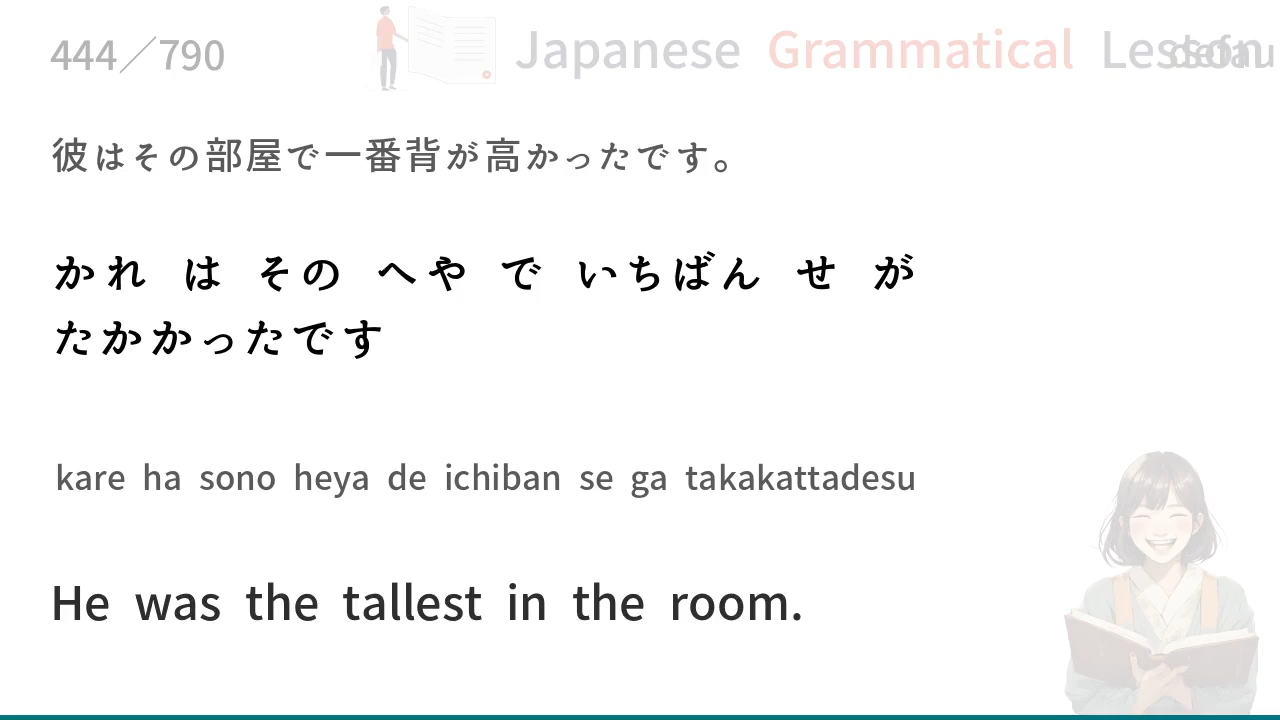 444／790
Japanese Grammatical Lesson
彼はその部屋で一番背が高かったです。
かれ は その へや で いちばん せ が
たかかったです
kare ha sono heya de ichiban se ga takakattadesu
He was the tallest in the room.